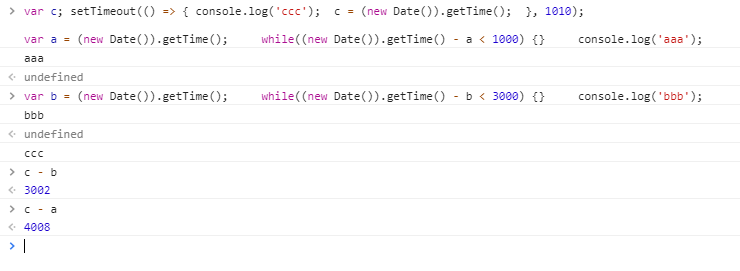 > var c; setTimeout(() => { console.log('ccc');  c = (new Date()).getTime();  }, 1010);
var a = (new Date()).getTime();     while((new Date()).getTime() - a < 1000) {}     console.log('aaa');
aaa
< undefined
> var b = (new Date()).getTime();     while((new Date()).getTime() - b < 3000) {}     console.log('bbb');
bbb
< undefined
ccc
> c - b
< 3002
> c - a
< 4008
>